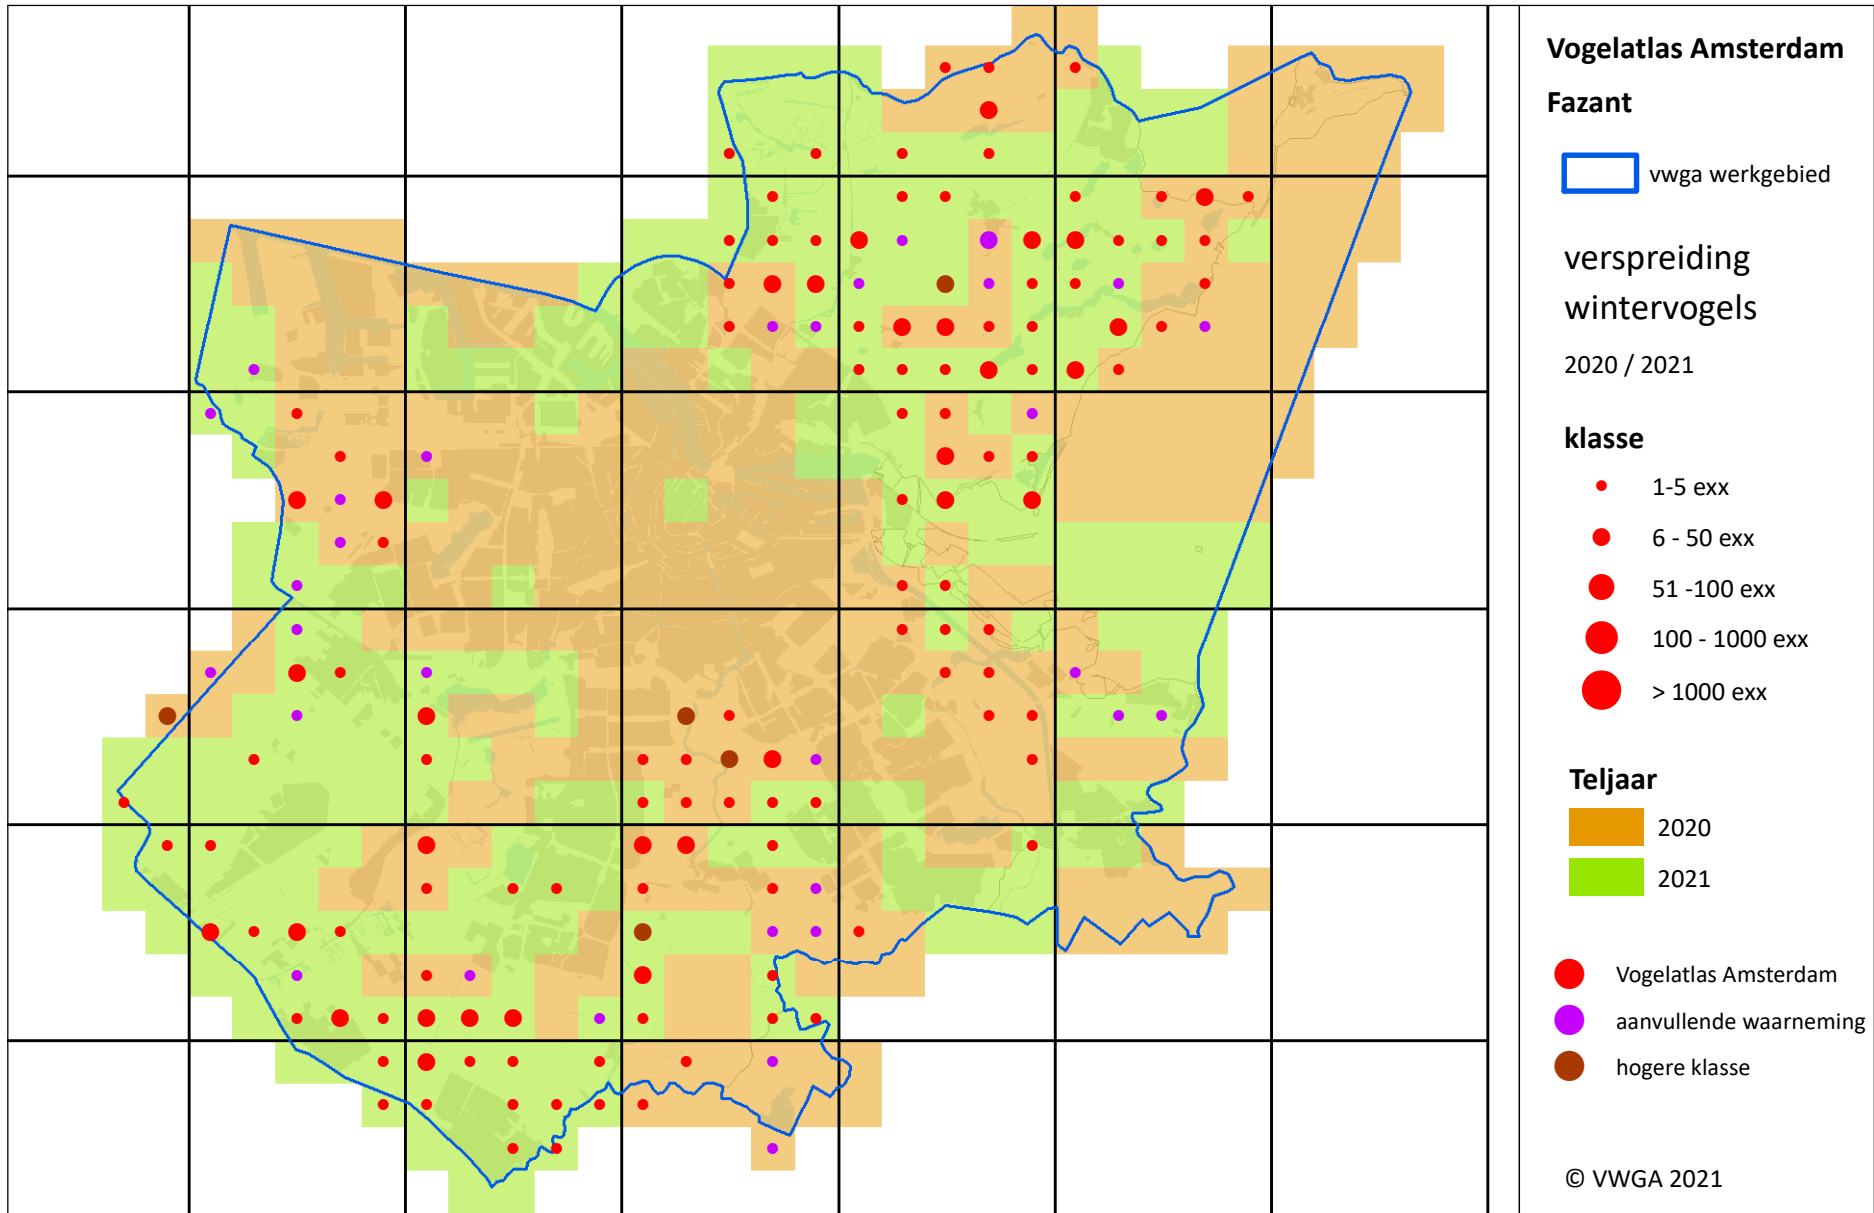 Vogelatlas Amsterdam
Fazant
vwga werkgebied
verspreiding
wintervogels
2020 / 2021
klasse
1-5 exx
6 - 50 exx
51 -100 exx
100 - 1000 exx
> 1000 exx
Teljaar
2020
2021
Vogelatlas Amsterdam
aanvullende waarneming
hogere klasse
© VWGA 2021